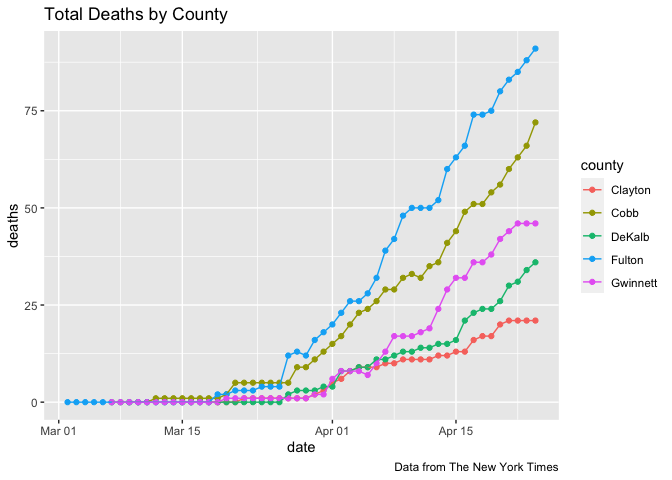 Total Deaths by County
75
50
25
0
deaths
Mar 01
Mar 15
Apr 01
Apr 15
date
county
Clayton
Cobb
DeKalb
Fulton
Gwinnett
Data from The New York Times